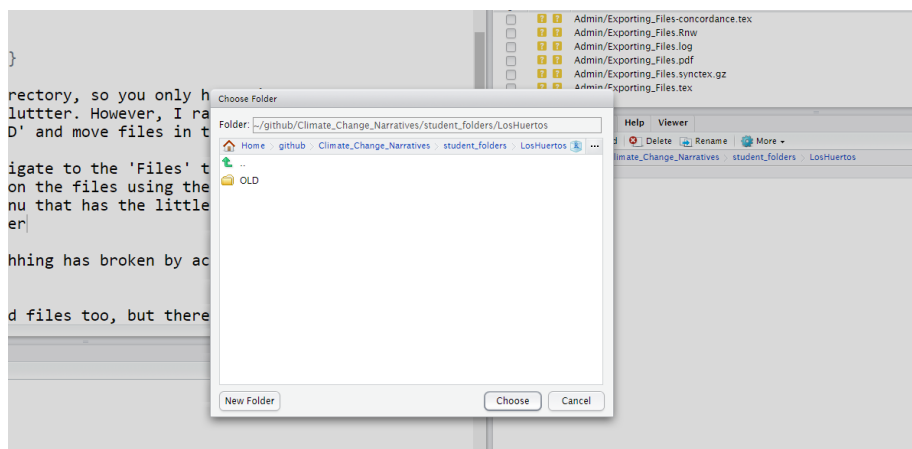 }
rectory, so you only h
luttter. However, I ra
D' and move files in t
igate to the 'Files' t
on the files using the
nu that has the little
er
hhing has broken by ac
d files too, but there
Admin/Exporting_Files-concordance.tex
Admin/Exporting_Files.Rnw
Admin/Exporting_Files.log
Admin/Exporting_Files.pdf
Admin/Exporting_Files.synctex.gz
Admin/Exporting_Files.tex
Choose Folder
Folder: ~/github/Climate_Change_Narratives/student_folders/LosHuertos
Home github Climate_Change_Narratives student_folders LosHuertos ...
..
OLD
New Folder Choose Cancel
Help Viewer
Delete Rename More
limate_Change_Narratives student_folders LosHuertos